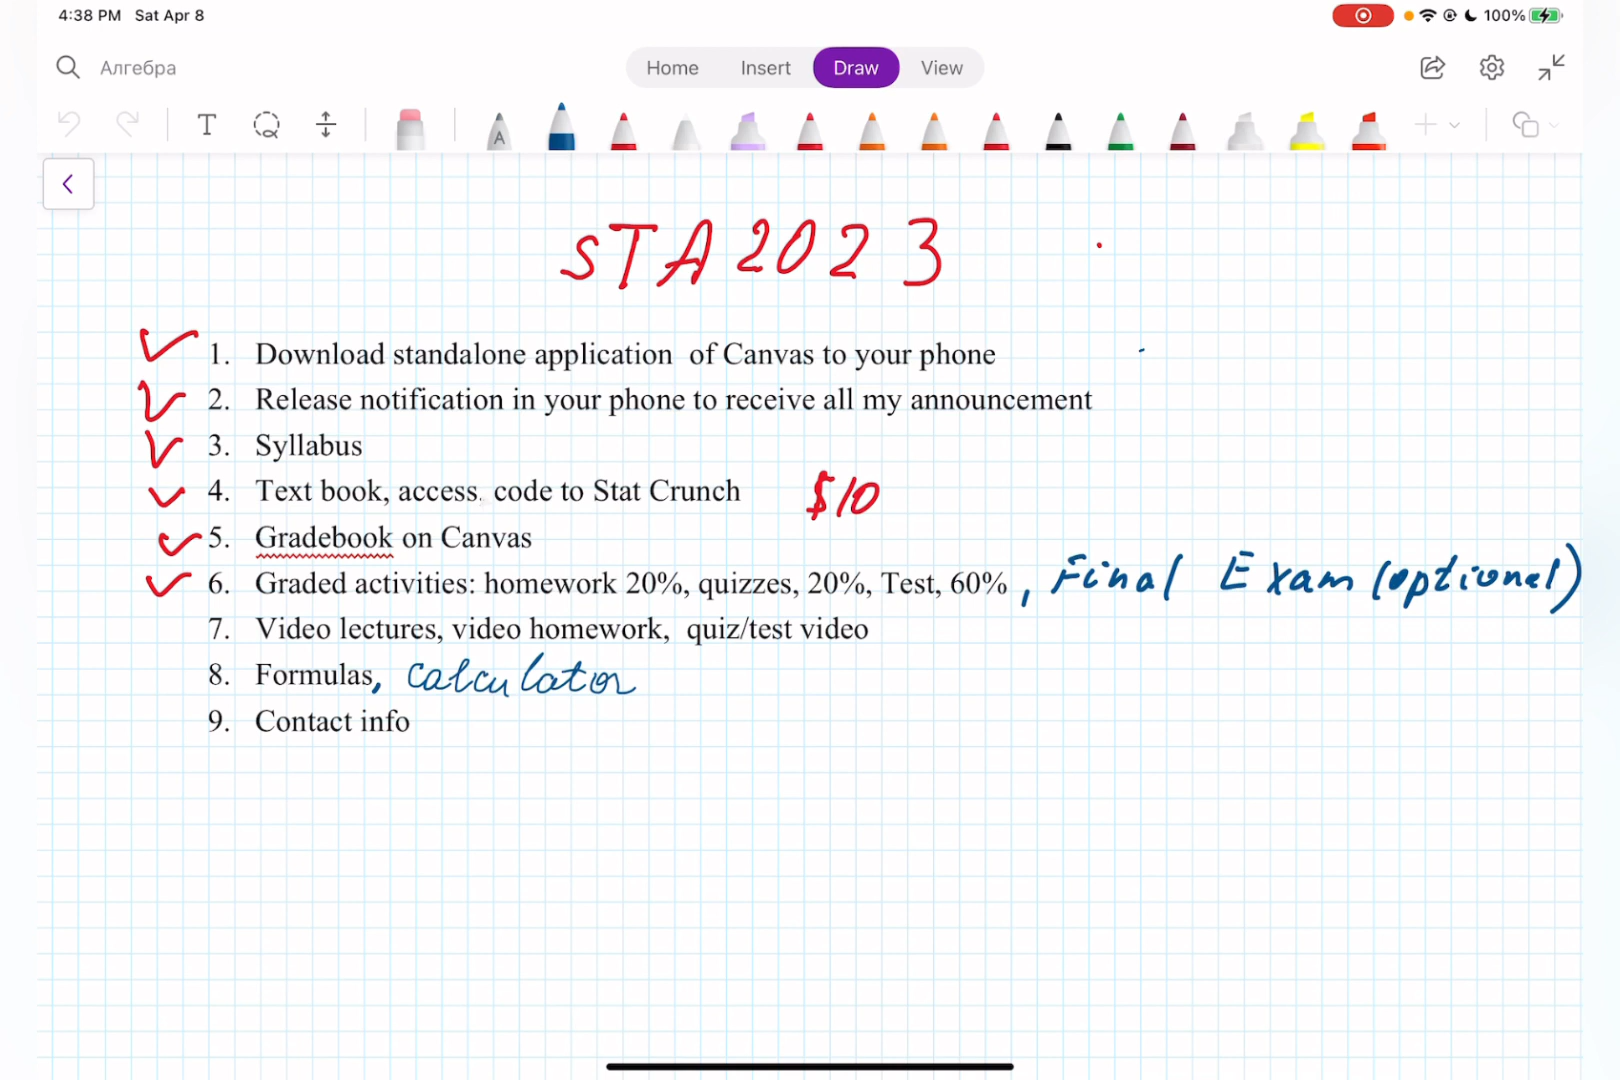 4:38 PM Sat Apr 8 100%
Алгебра Home Insert Draw View
T A
STA 2023
1. Download standalone application of Canvas to your phone
2. Release notification in your phone to receive all my announcement
3. Syllabus
4. Text book, access. code to Stat Crunch $10
5. Gradebook on Canvas
6. Graded activities: homework 20%, quizzes, 20%, Test, 60% , Final Exam (optional)
7. Video lectures, video homework, quiz/test video
8. Formulas, calculator
9. Contact info